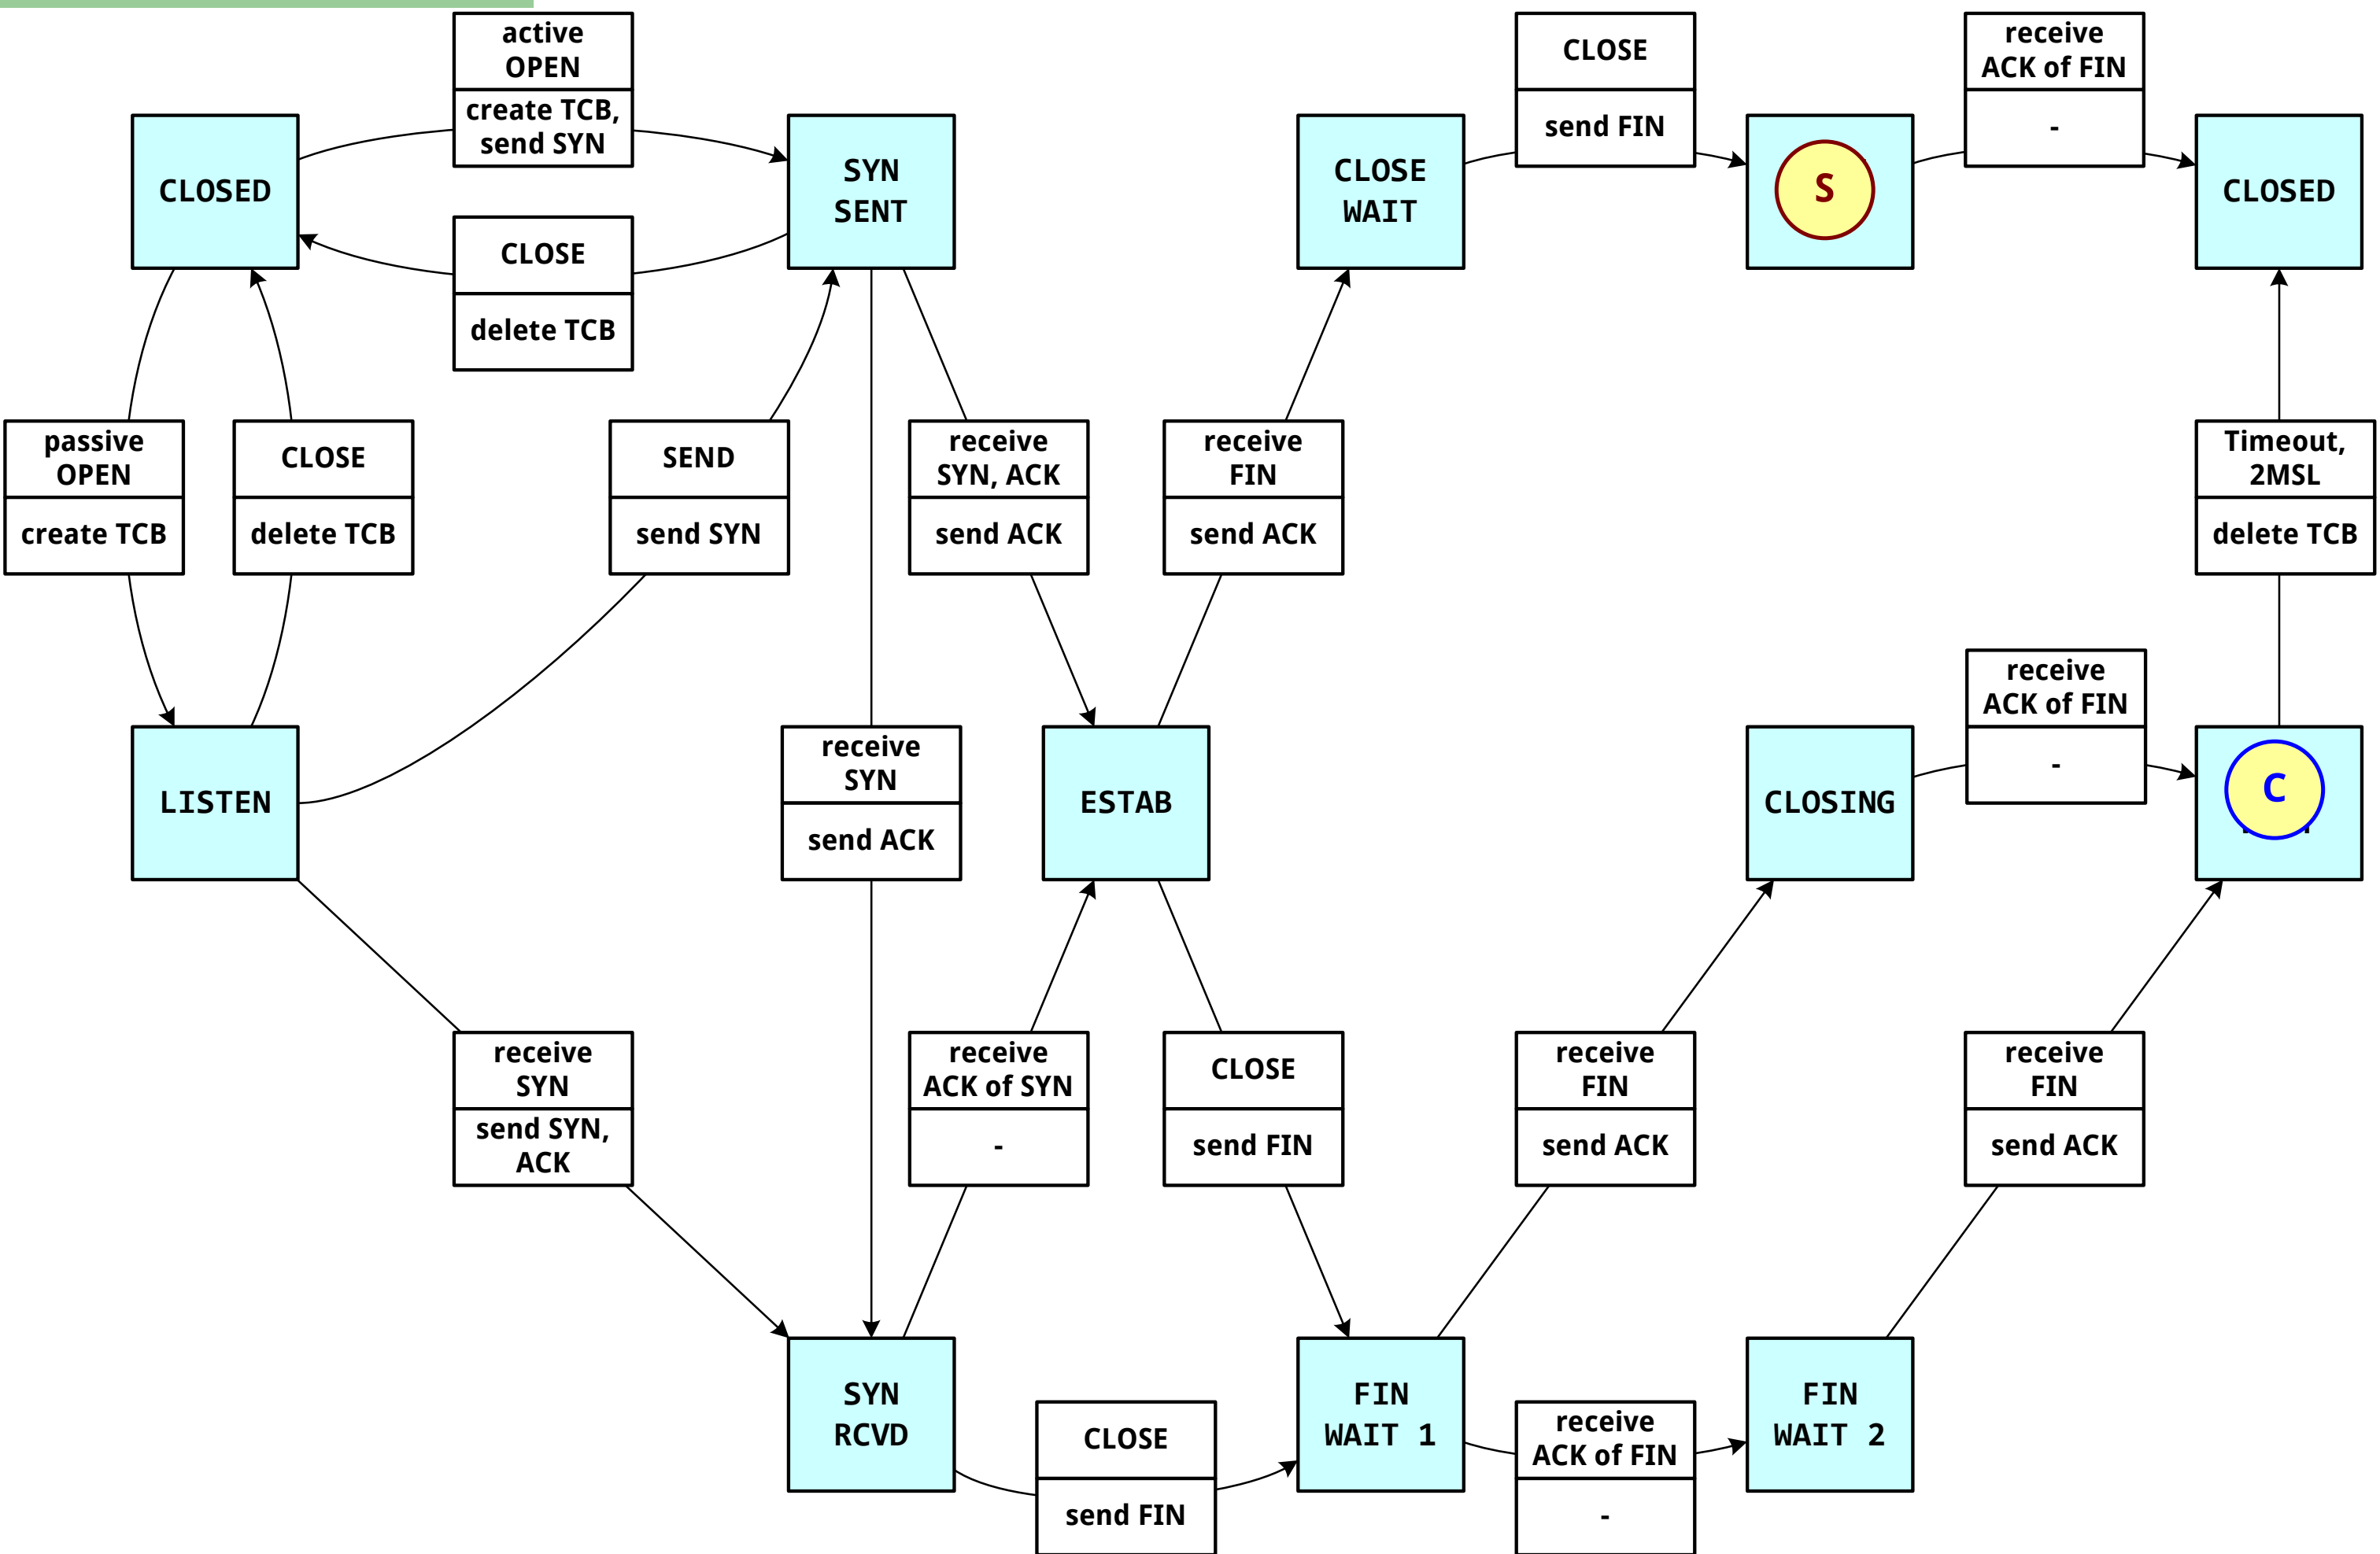 active
OPEN
create TCB,
send SYN
CLOSE
send FIN
receive
ACK of FIN
-
CLOSED
SYN
SENT
CLOSE
WAIT
S
CLOSED
CLOSE
delete TCB
passive
OPEN
create TCB
CLOSE
delete TCB
SEND
send SYN
receive
SYN, ACK
send ACK
receive
FIN
send ACK
Timeout,
2MSL
delete TCB
receive
ACK of FIN
-
LISTEN
receive
SYN
send ACK
ESTAB
CLOSING
C
receive
SYN
send SYN,
ACK
receive
ACK of SYN
-
CLOSE
send FIN
receive
FIN
send ACK
receive
FIN
send ACK
SYN
RCVD
CLOSE
send FIN
FIN
WAIT 1
receive
ACK of FIN
-
FIN
WAIT 2